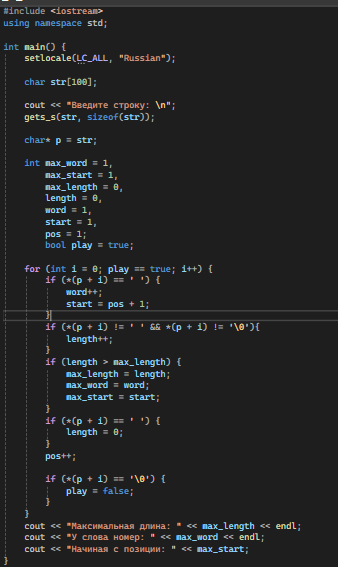 #include <iostream>
using namespace std;

int main() {
    setlocale(LC_ALL, "Russian");

    char str[100];

    cout << "Введите строку: \n";
    gets_s(str, sizeof(str));

    char* p = str;

    int max_word = 1,
        max_start = 1,
        max_length = 0,
        length = 0,
        word = 1,
        start = 1,
        pos = 1;
        bool play = true;

    for (int i = 0; play == true; i++) {
        if (*(p + i) == ' ') {
            word++;
            start = pos + 1;
        }
        if (*(p + i) != ' ' && *(p + i) != '\0'){
            length++;
        }
        if (length > max_length) {
            max_length = length;
            max_word = word;
            max_start = start;
        }
        if (*(p + i) == ' ') {
            length = 0;
        }
        pos++;

        if (*(p + i) == '\0') {
            play = false;
        }
    }
    cout << "Максимальная длина: " << max_length << endl;
    cout << "У слова номер: " << max_word << endl;
    cout << "Начиная с позиции: " << max_start;
}